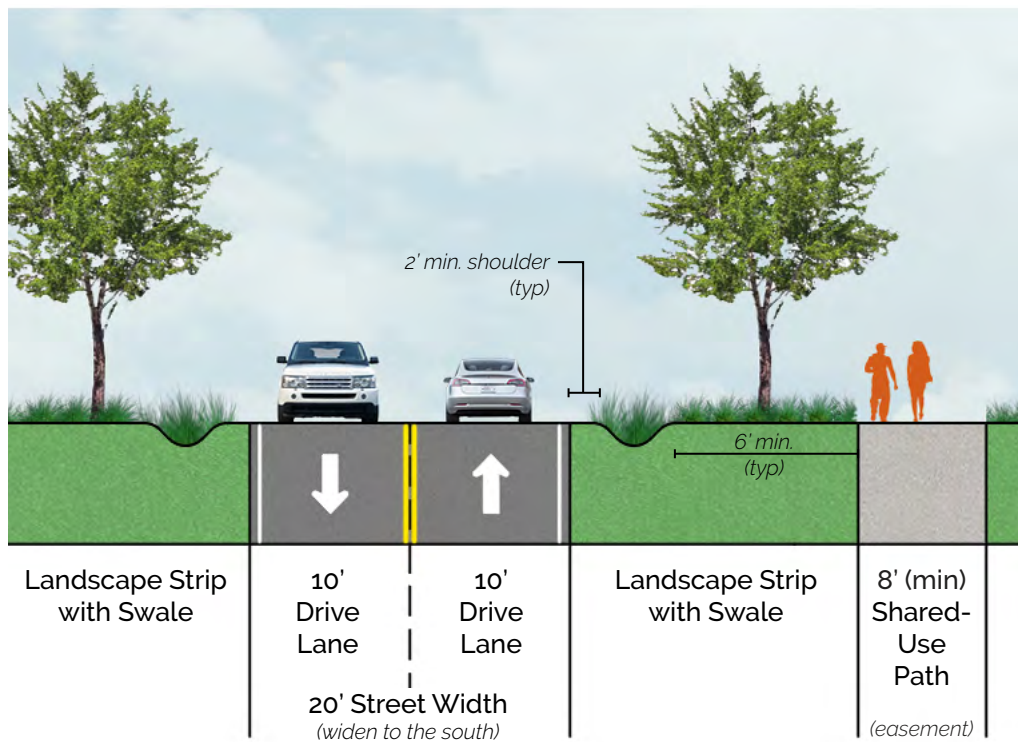 2' min. shoulder
(typ)
6' min.
(typ)
Landscape Strip
with Swale
10'
Drive
Lane
10'
Drive
Lane
Landscape Strip
with Swale
8' (min)
Shared-
Use
Path
20' Street Width
(widen to the south)
(easement)